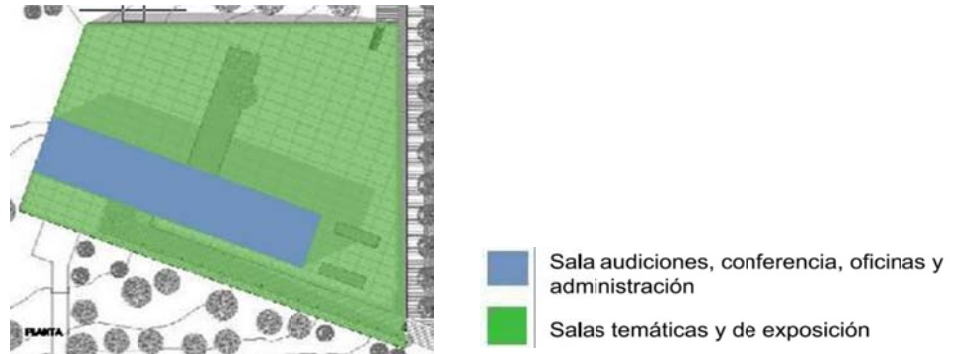 PLANTA
Sala audiciones, conferencia, oficinas y
administración
Salas temáticas y de exposición